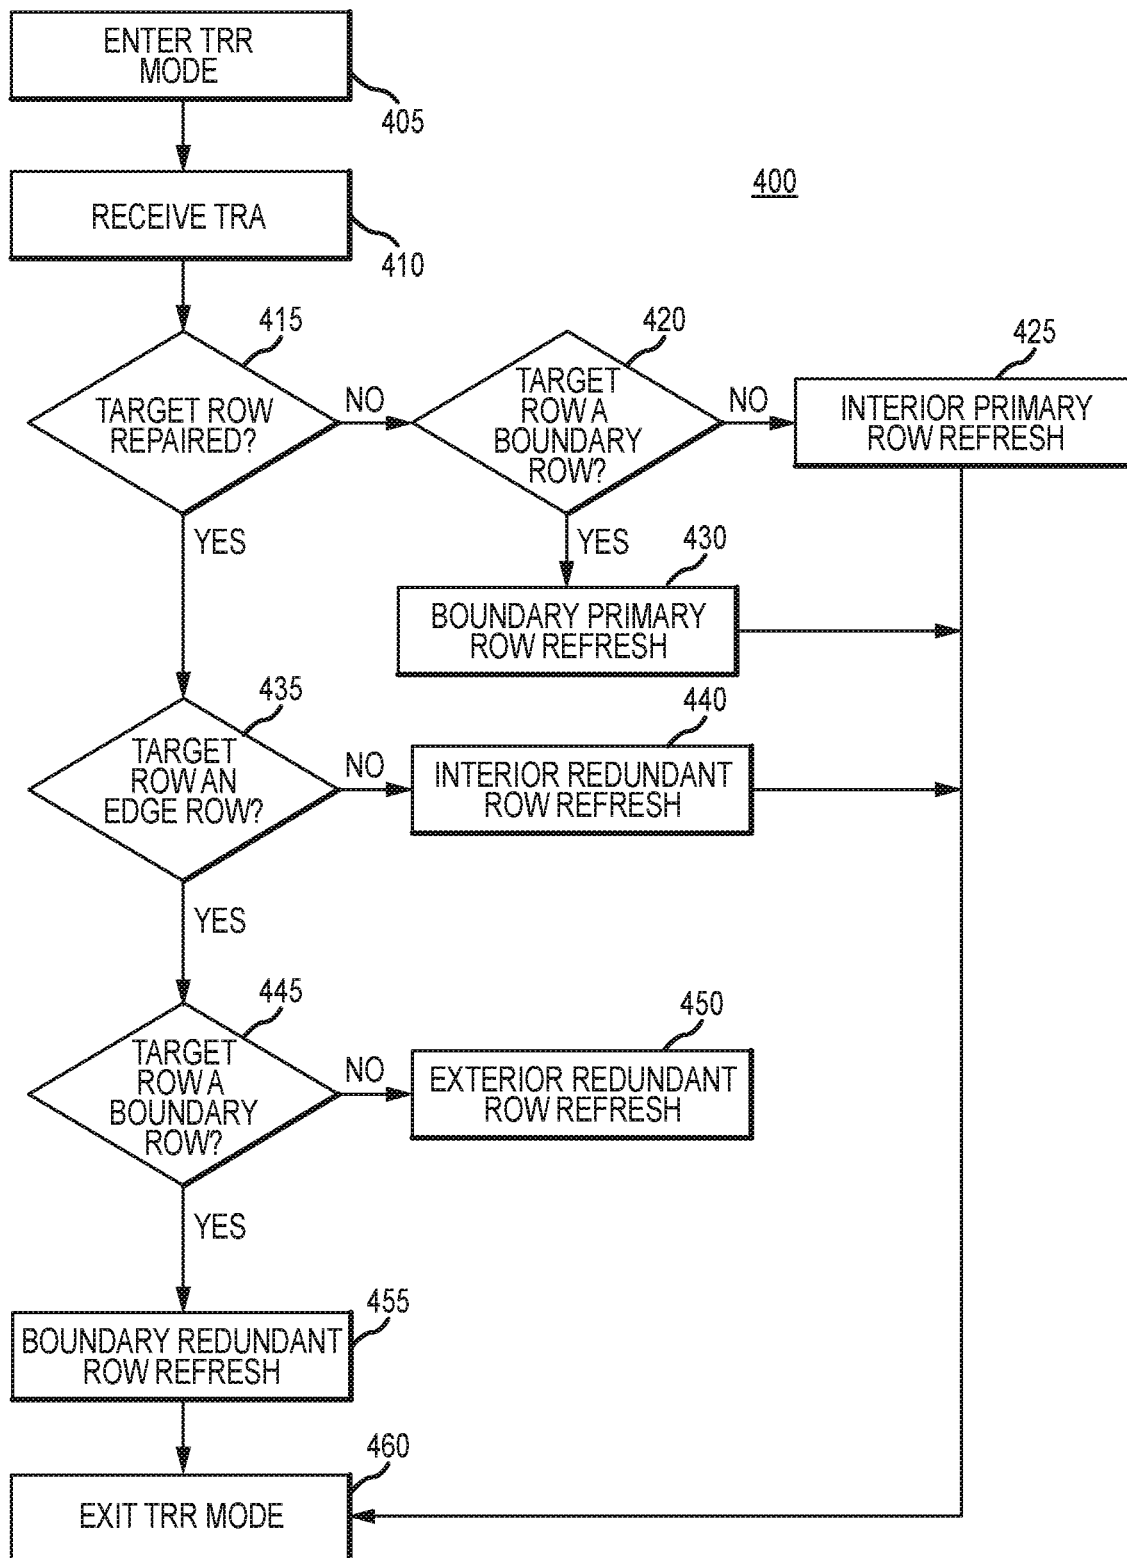 ENTER TRR
MODE
405
RECEIVE TRA
410
400
415
TARGET ROW
REPAIRED?
NO
YES
420
TARGET
ROW A
BOUNDARY
ROW?
NO
YES
425
INTERIOR PRIMARY
ROW REFRESH
430
BOUNDARY PRIMARY
ROW REFRESH
435
TARGET
ROW AN
EDGE ROW?
NO
YES
440
INTERIOR REDUNDANT
ROW REFRESH
445
TARGET
ROW A
BOUNDARY
ROW?
NO
YES
450
EXTERIOR REDUNDANT
ROW REFRESH
455
BOUNDARY REDUNDANT
ROW REFRESH
460
EXIT TRR MODE